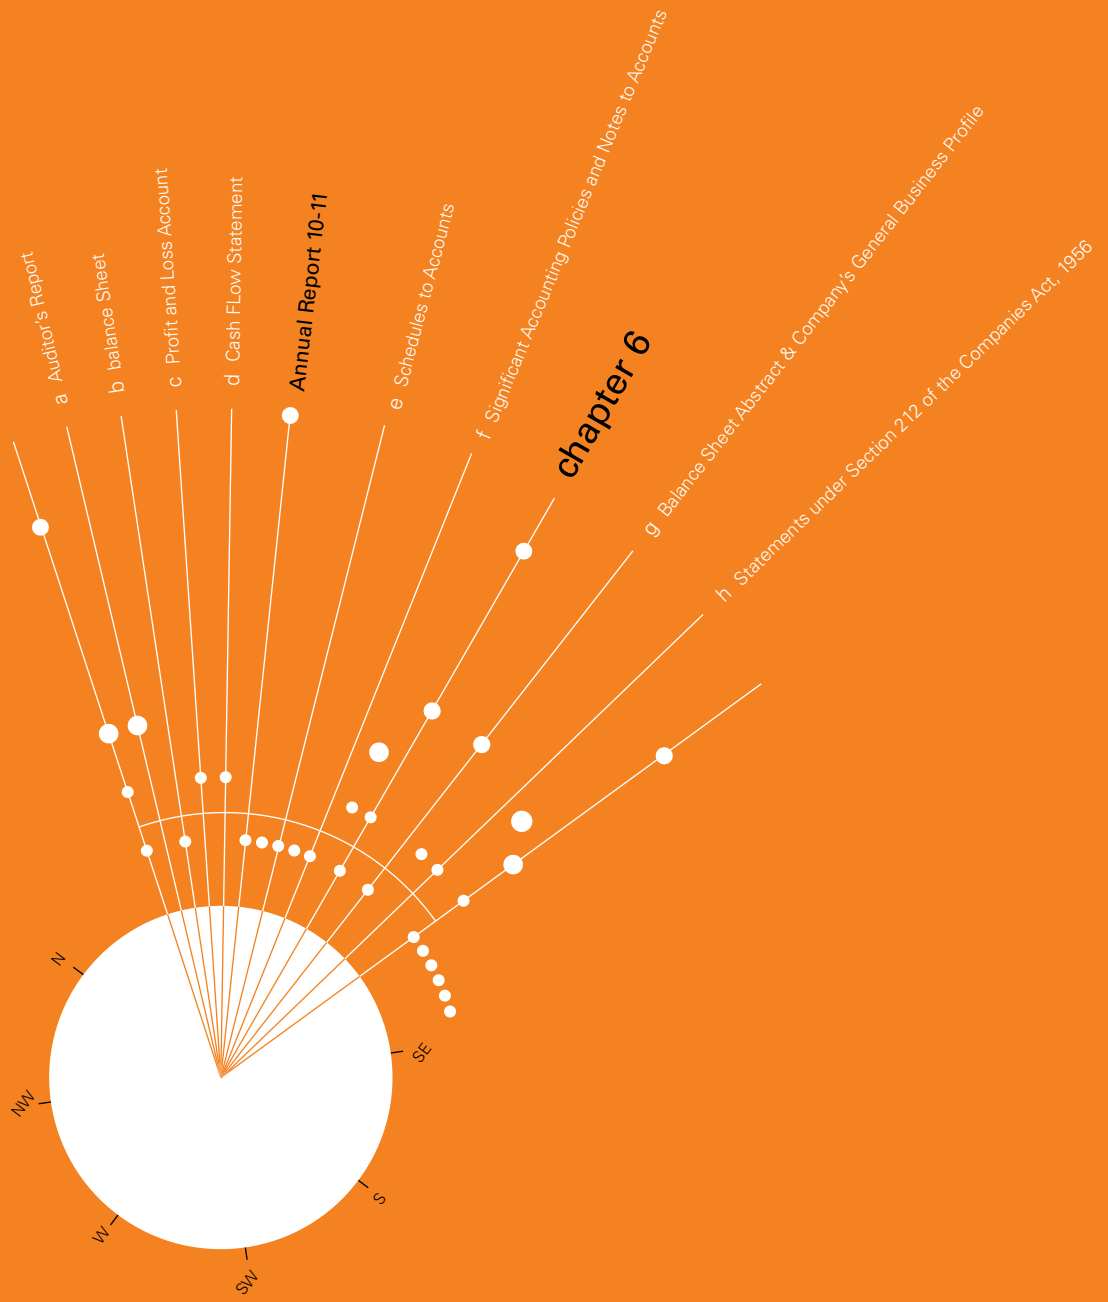 a Auditor's Report
b balance Sheet
c Profit and Loss Account
d Cash FLow Statement
Annual Report 10-11
e Schedules to Accounts
f Significant Accounting Policies and Notes to Accounts
chapter 6
g Balance Sheet Abstract & Company's General Business Profile
h Statements under Section 212 of the Companies Act, 1956
N
SE
NW
S
W
SW